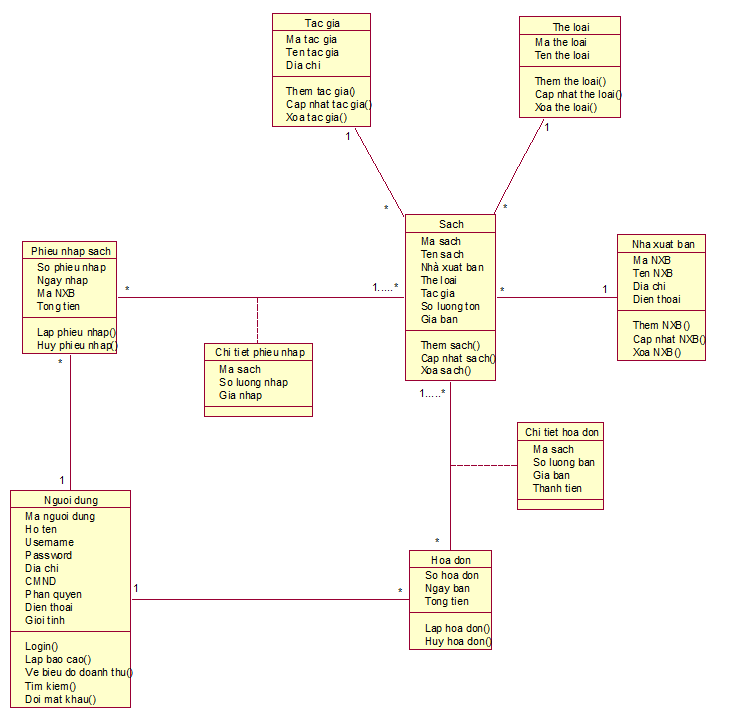 Tac gia
Ma tac gia
Ten tac gia
Dia chi
Them tac gia()
Cap nhat tac gia()
Xoa tac gia()
1
*
The loai
Ma the loai
Ten the loai
Them the loai()
Cap nhat the loai()
Xoa the loai()
1
*
Sach
Ma sach
Ten sach
Nhà xuat ban
The loai
Tac gia
So luong ton
Gia ban
Them sach()
Cap nhat sach()
Xoa sach()
Phieu nhap sach
So phieu nhap
Ngay nhap
Ma NXB
Tong tien
Lap phieu nhap()
Huy phieu nhap()
*
1.....*
*
1
Nha xuat ban
Ma NXB
Ten NXB
Dia chi
Dien thoai
Them NXB()
Cap nhat NXB()
Xoa NXB()
Chi tiet phieu nhap
Ma sach
So luong nhap
Gia nhap
*
1
1.....*
*
Chi tiet hoa don
Ma sach
So luong ban
Gia ban
Thanh tien
Nguoi dung
Ma nguoi dung
Ho ten
Username
Password
Dia chi
CMND
Phan quyen
Dien thoai
Gioi tinh
Login()
Lap bao cao()
Ve bieu do doanh thu()
Tim kiem()
Doi mat khau()
1
*
Hoa don
So hoa don
Ngay ban
Tong tien
Lap hoa don()
Huy hoa don()